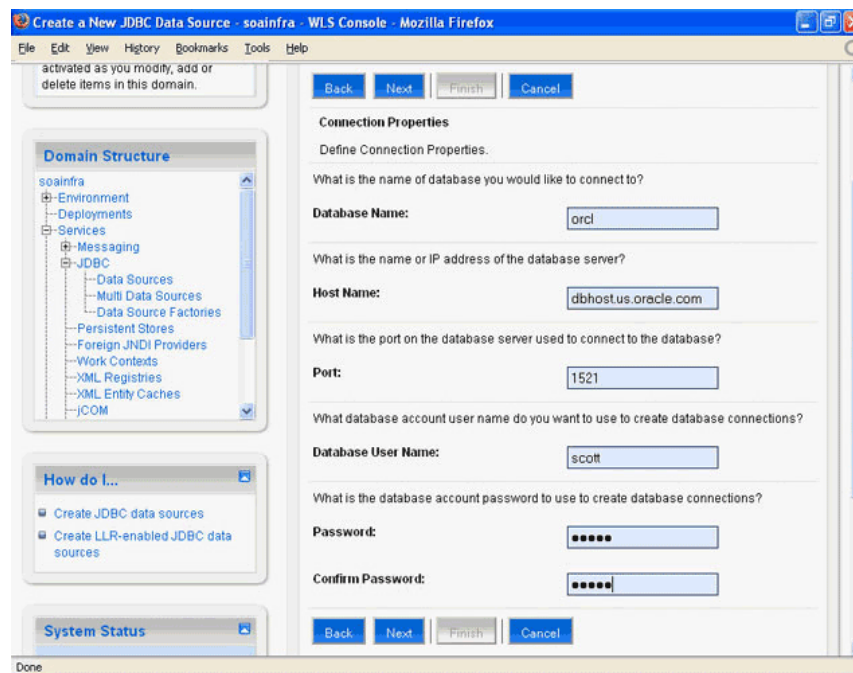 Create a New JDBC Data Source - soainfra - WLS Console - Mozilla Firefox
File Edit View History Bookmarks Tools Help
activated as you modify, add or
delete items in this domain.
Domain Structure
soainfra
Environment
Deployments
Services
Messaging
JDBC
Data Sources
Multi Data Sources
Data Source Factories
Persistent Stores
Foreign JNDI Providers
Work Contexts
XML Registries
XML Entity Caches
jCOM
How do I...
Create JDBC data sources
Create LLR-enabled JDBC data
sources
System Status
Back Next Finish Cancel
Connection Properties
Define Connection Properties.
What is the name of database you would like to connect to?
Database Name: orcl
What is the name or IP address of the database server?
Host Name: dbhost.us.oracle.com
What is the port on the database server used to connect to the database?
Port: 1521
What database account user name do you want to use to create database connections?
Database User Name: scott
What is the database account password to use to create database connections?
Password: •••••
Confirm Password: •••••
Back Next Finish Cancel
Done